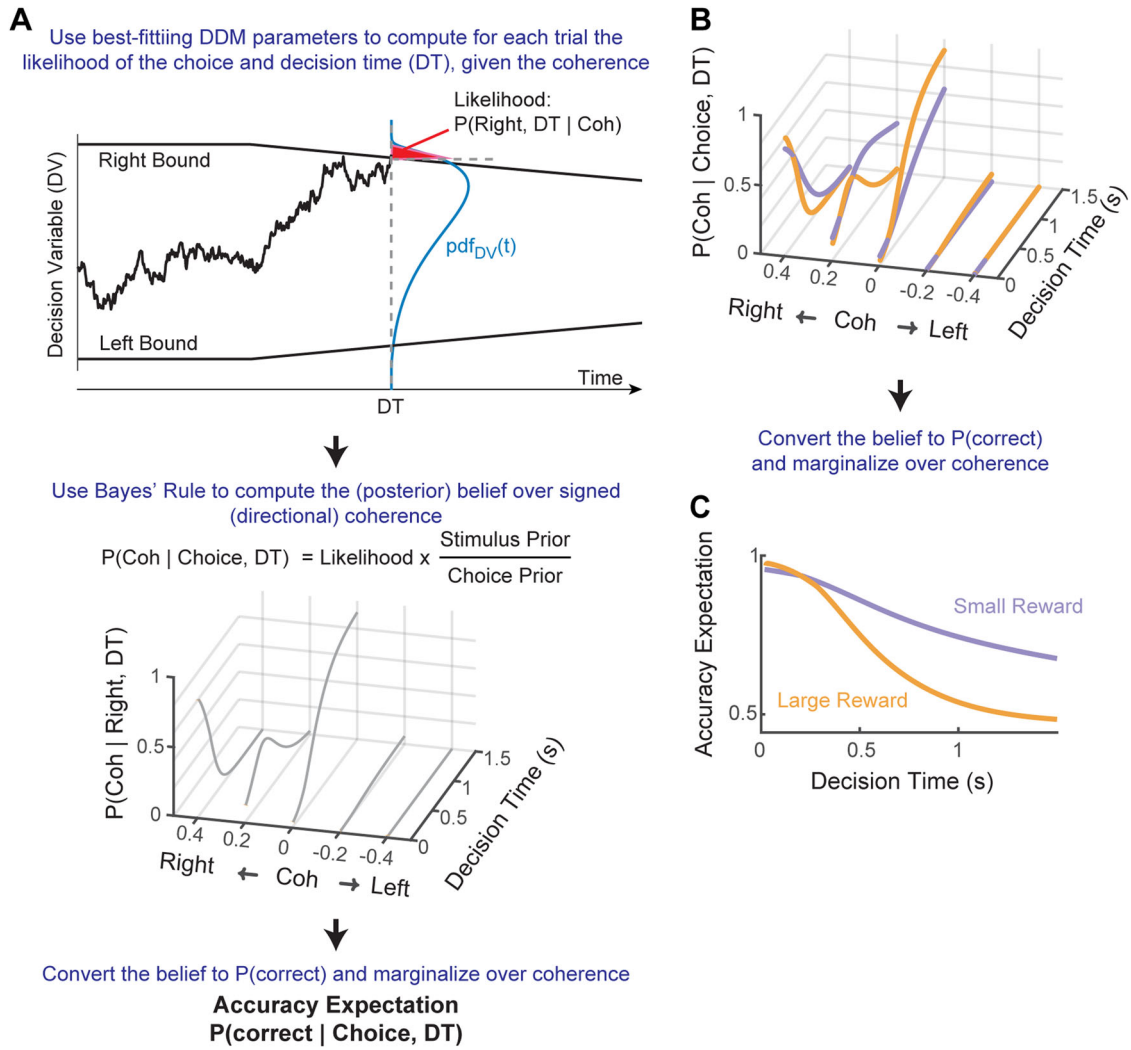 A
Use best-fittiing DDM parameters to compute for each trial the
likelihood of the choice and decision time (DT), given the coherence
Likelihood:
P(Right, DT | Coh)
Right Bound
Decision Variable (DV)
pdfDV(t)
Left Bound
Time
DT
Use Bayes’ Rule to compute the (posterior) belief over signed
(directional) coherence
P(Coh | Choice, DT) = Likelihood x Stimulus Prior
Choice Prior
P(Coh | Right, DT)
1
0.5
0
0.4
0.2
0
-0.2
-0.4
0
0.5
1
1.5
Decision Time (s)
Right ← Coh → Left
Convert the belief to P(correct) and marginalize over coherence
Accuracy Expectation
P(correct | Choice, DT)
B
P(Coh | Choice, DT)
1
0.5
0
0.4
0.2
0
-0.2
-0.4
0
0.5
1
1.5
Decision Time (s)
Right ← Coh → Left
Convert the belief to P(correct)
and marginalize over coherence
C
Accuracy Expectation
1
0.5
Small Reward
Large Reward
0
0.5
1
Decision Time (s)